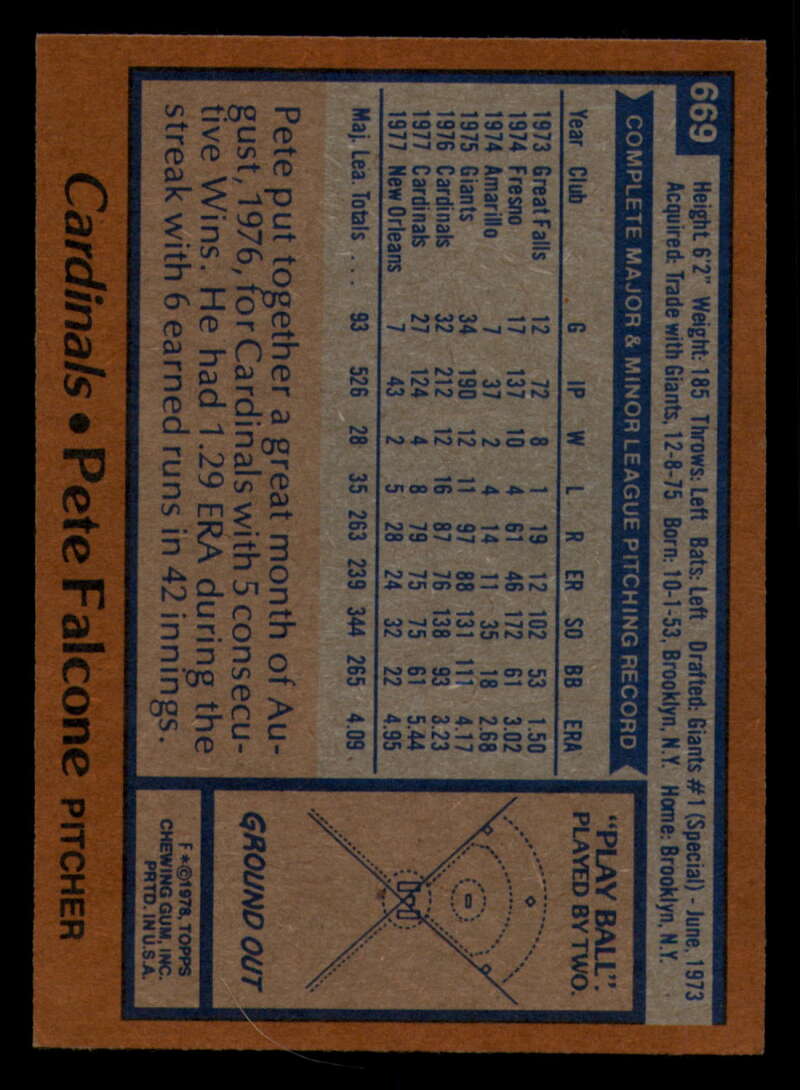 669
Height: 6'2" Weight: 185 Throws: Left Bats: Left Drafted: Giants #1 (Special) - June, 1973
Acquired: Trade with Giants, 12-8-75 Born: 10-1-53, Brooklyn, N.Y. Home: Brooklyn, N.Y.
COMPLETE MAJOR & MINOR LEAGUE PITCHING RECORD
Year Club G IP W L R ER SO BB ERA
1973 Great Falls 12 72 8 1 19 12 102 53 1.50
1974 Fresno 17 137 10 4 61 46 172 61 3.02
1974 Amarillo 7 37 2 4 14 11 35 18 2.68
1975 Giants 34 190 12 11 97 88 131 111 4.17
1976 Cardinals 32 212 12 16 87 76 138 93 3.23
1977 Cardinals 27 124 4 8 79 75 75 61 5.44
1977 New Orleans 7 43 2 5 28 24 32 22 4.95
Maj. Lea. Totals ... 93 526 28 35 263 239 344 265 4.09
Pete put together a great month of Au-
gust, 1976, for Cardinals with 5 consecu-
tive Wins. He had 1.29 ERA during the
streak with 6 earned runs in 42 innings.
"PLAY BALL":
PLAYED BY TWO.
GROUND OUT
F*©1978, TOPPS
CHEWING GUM, INC.
PRTD. IN U.S.A.
Cardinals • Pete Falcone PITCHER